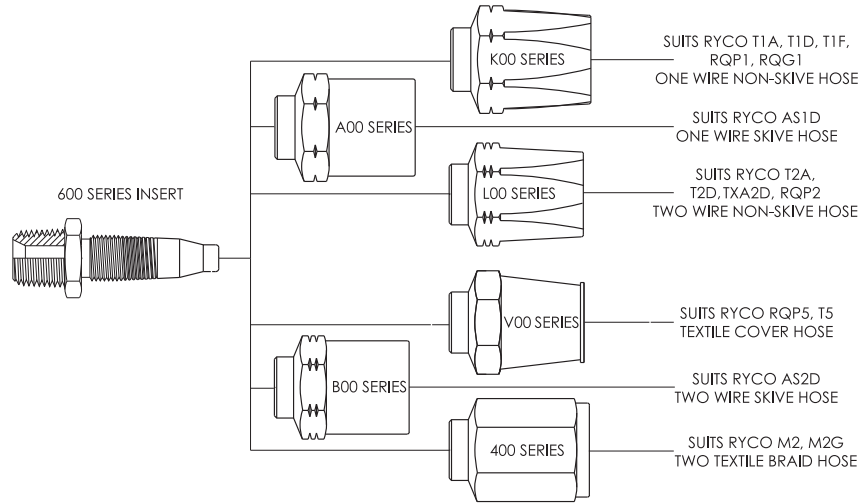 K00 SERIES
SUITS RYCO T1A, T1D, T1F,
RQP1, RQG1
ONE WIRE NON-SKIVE HOSE
A00 SERIES
SUITS RYCO AS1D
ONE WIRE SKIVE HOSE
600 SERIES INSERT
L00 SERIES
SUITS RYCO T2A,
T2D,TXA2D, RQP2
TWO WIRE NON-SKIVE HOSE
V00 SERIES
SUITS RYCO RQP5, T5
TEXTILE COVER HOSE
B00 SERIES
SUITS RYCO AS2D
TWO WIRE SKIVE HOSE
400 SERIES
SUITS RYCO M2, M2G
TWO TEXTILE BRAID HOSE